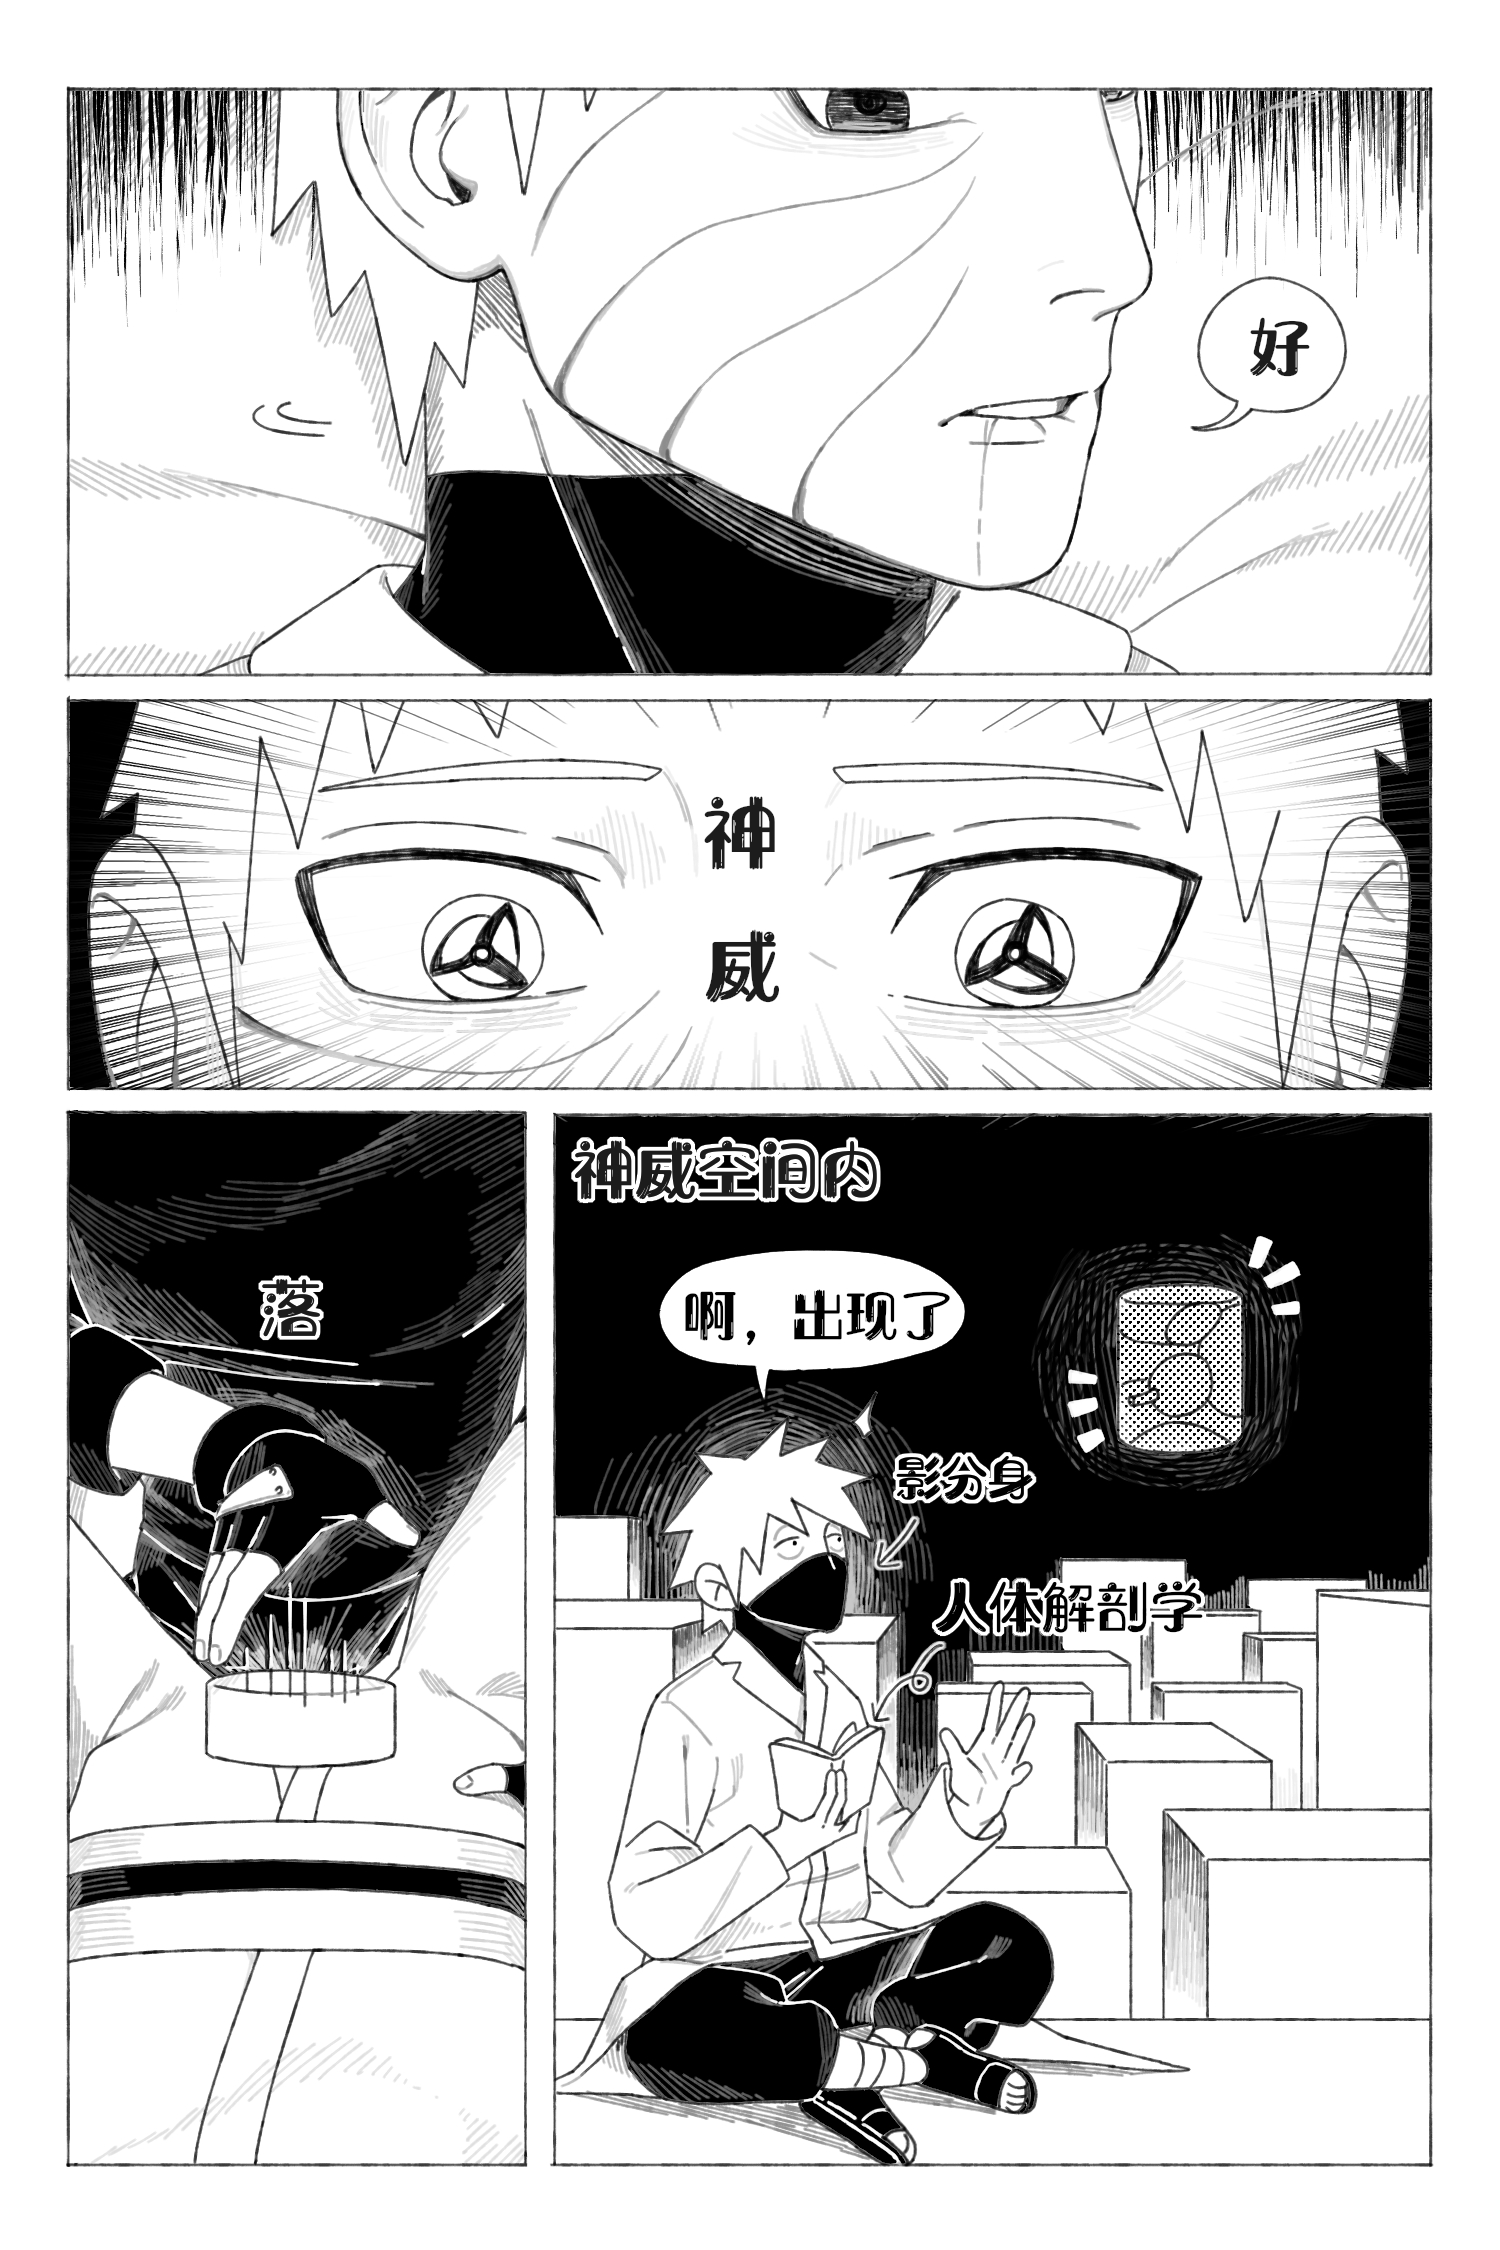 好
神
威
落
神威空间内
啊，出现了
影分身
人体解剖学